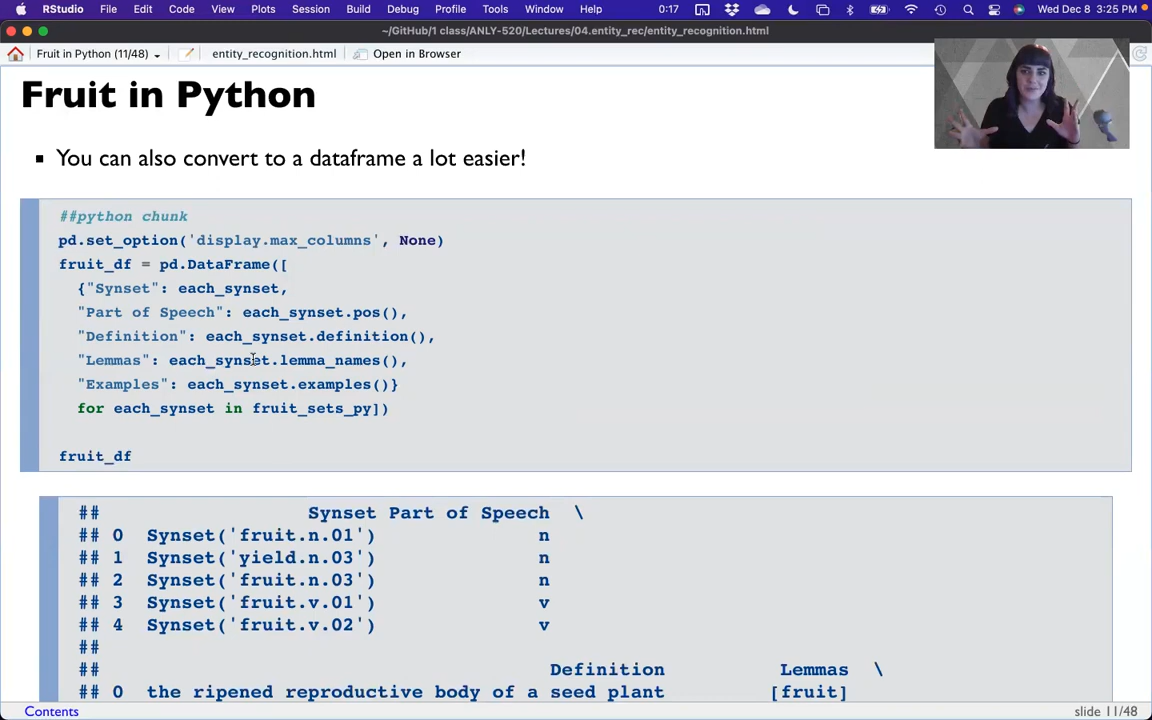 RStudio File Edit Code View Plots Session Build Debug Profile Tools Window Help 0:17 Wed Dec 8 3:25 PM
~/GitHub/1 class/ANLY-520/Lectures/04.entity_rec/entity_recognition.html
Fruit in Python (11/48) entity_recognition.html Open in Browser
Fruit in Python
▪ You can also convert to a dataframe a lot easier!
##python chunk
pd.set_option('display.max_columns', None)
fruit_df = pd.DataFrame([
{"Synset": each_synset,
"Part of Speech": each_synset.pos(),
"Definition": each_synset.definition(),
"Lemmas": each_synset.lemma_names(),
"Examples": each_synset.examples()}
for each_synset in fruit_sets_py])
fruit_df
## Synset Part of Speech \
## 0 Synset('fruit.n.01') n
## 1 Synset('yield.n.03') n
## 2 Synset('fruit.n.03') n
## 3 Synset('fruit.v.01') v
## 4 Synset('fruit.v.02') v
##
## Definition Lemmas \
## 0 the ripened reproductive body of a seed plant [fruit]
Contents slide 11/48